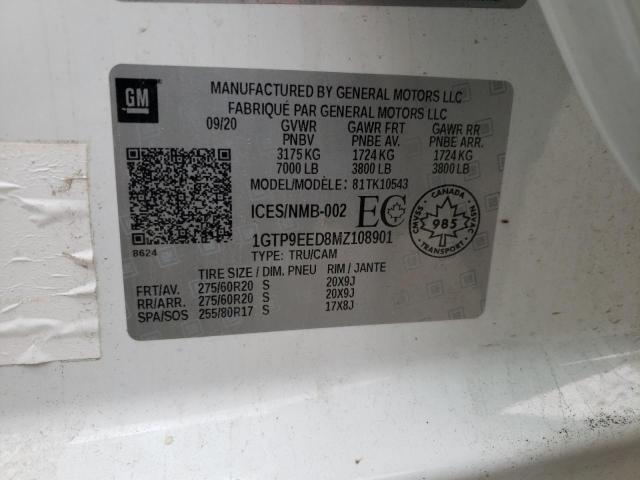 GM
MANUFACTURED BY GENERAL MOTORS LLC
FABRIQUÉ PAR GENERAL MOTORS LLC
09/20 GVWR GAWR FRT GAWR RR
PNBV PNBE AV. PNBE ARR.
3175 KG 1724 KG 1724 KG
7000 LB 3800 LB 3800 LB
MODEL/MODÈLE: 81TK10543
ICES/NMB-002 EC
CANADA
CMVSS NSVAC
985
TRANSPORT
1GTP9EED8MZ108901
8624
TYPE: TRU/CAM
TIRE SIZE / DIM. PNEU RIM / JANTE
FRT/AV. 275/60R20 S 20X9J
RR/ARR. 275/60R20 S 20X9J
SPA/SOS 255/80R17 S 17X8J